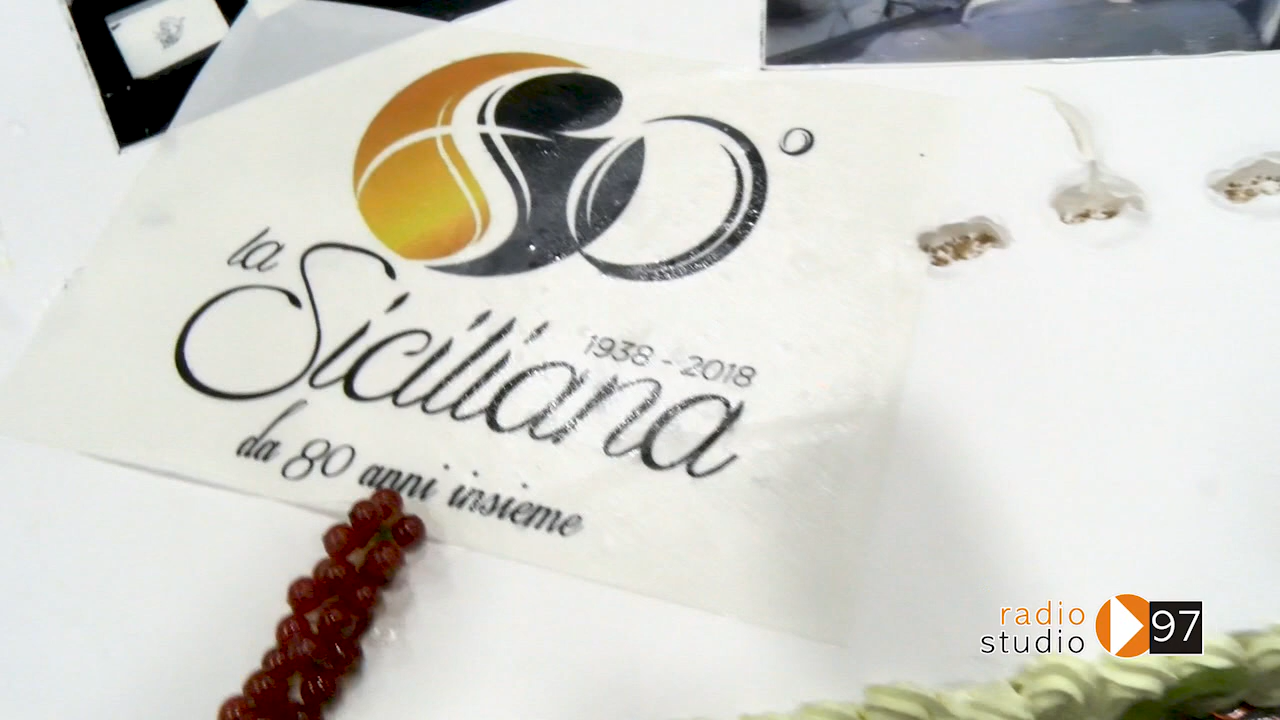 80°
la
Siciliana
1938 - 2018
da 80 anni insieme
radio
studio
97